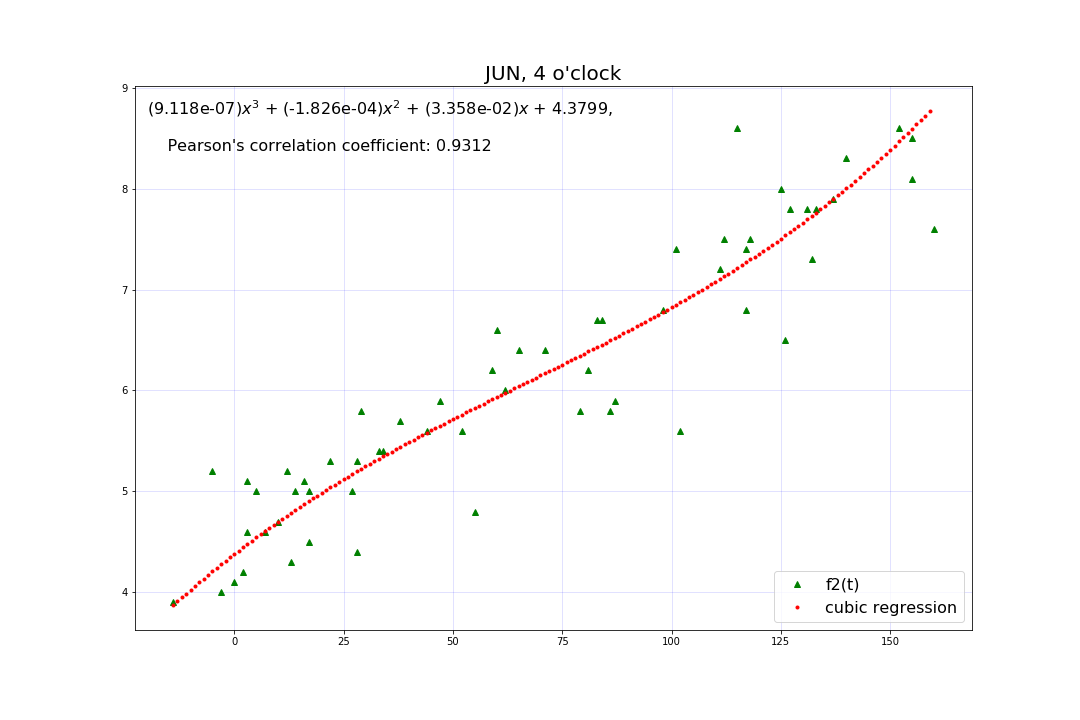 JUN, 4 o'clock
(9.118e-07)x³ + (-1.826e-04)x² + (3.358e-02)x + 4.3799,
Pearson's correlation coefficient: 0.9312
9
8
7
6
5
4
f2(t)
cubic regression
0 25 50 75 100 125 150